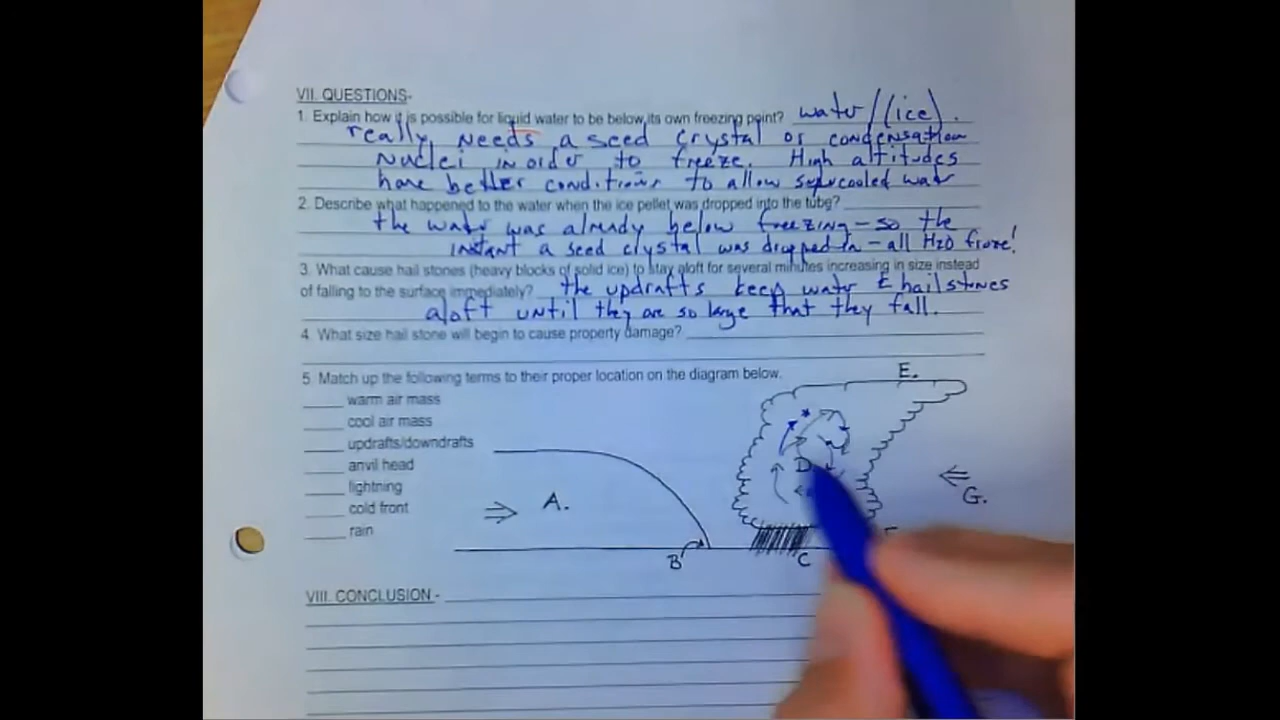 VII. QUESTIONS-
1. Explain how it is possible for liquid water to be below its own freezing point? water/(ice).
really needs a seed crystal or condensation
nuclei in order to freeze. High altitudes
have better conditions to allow supercooled water
2. Describe what happened to the water when the ice pellet was dropped into the tube?
the water was already below freezing - so the
instant a seed crystal was dropped in - all H2O froze!
3. What cause hail stones (heavy blocks of solid ice) to stay aloft for several minutes increasing in size instead
of falling to the surface immediately? the updrafts keep water & hailstones
aloft until they are so large that they fall.
4. What size hail stone will begin to cause property damage?
5. Match up the following terms to their proper location on the diagram below.
E.
warm air mass
cool air mass
updrafts/downdrafts
anvil head
D
lightning
G.
A.
cold front
rain
B
C
VIII. CONCLUSION -